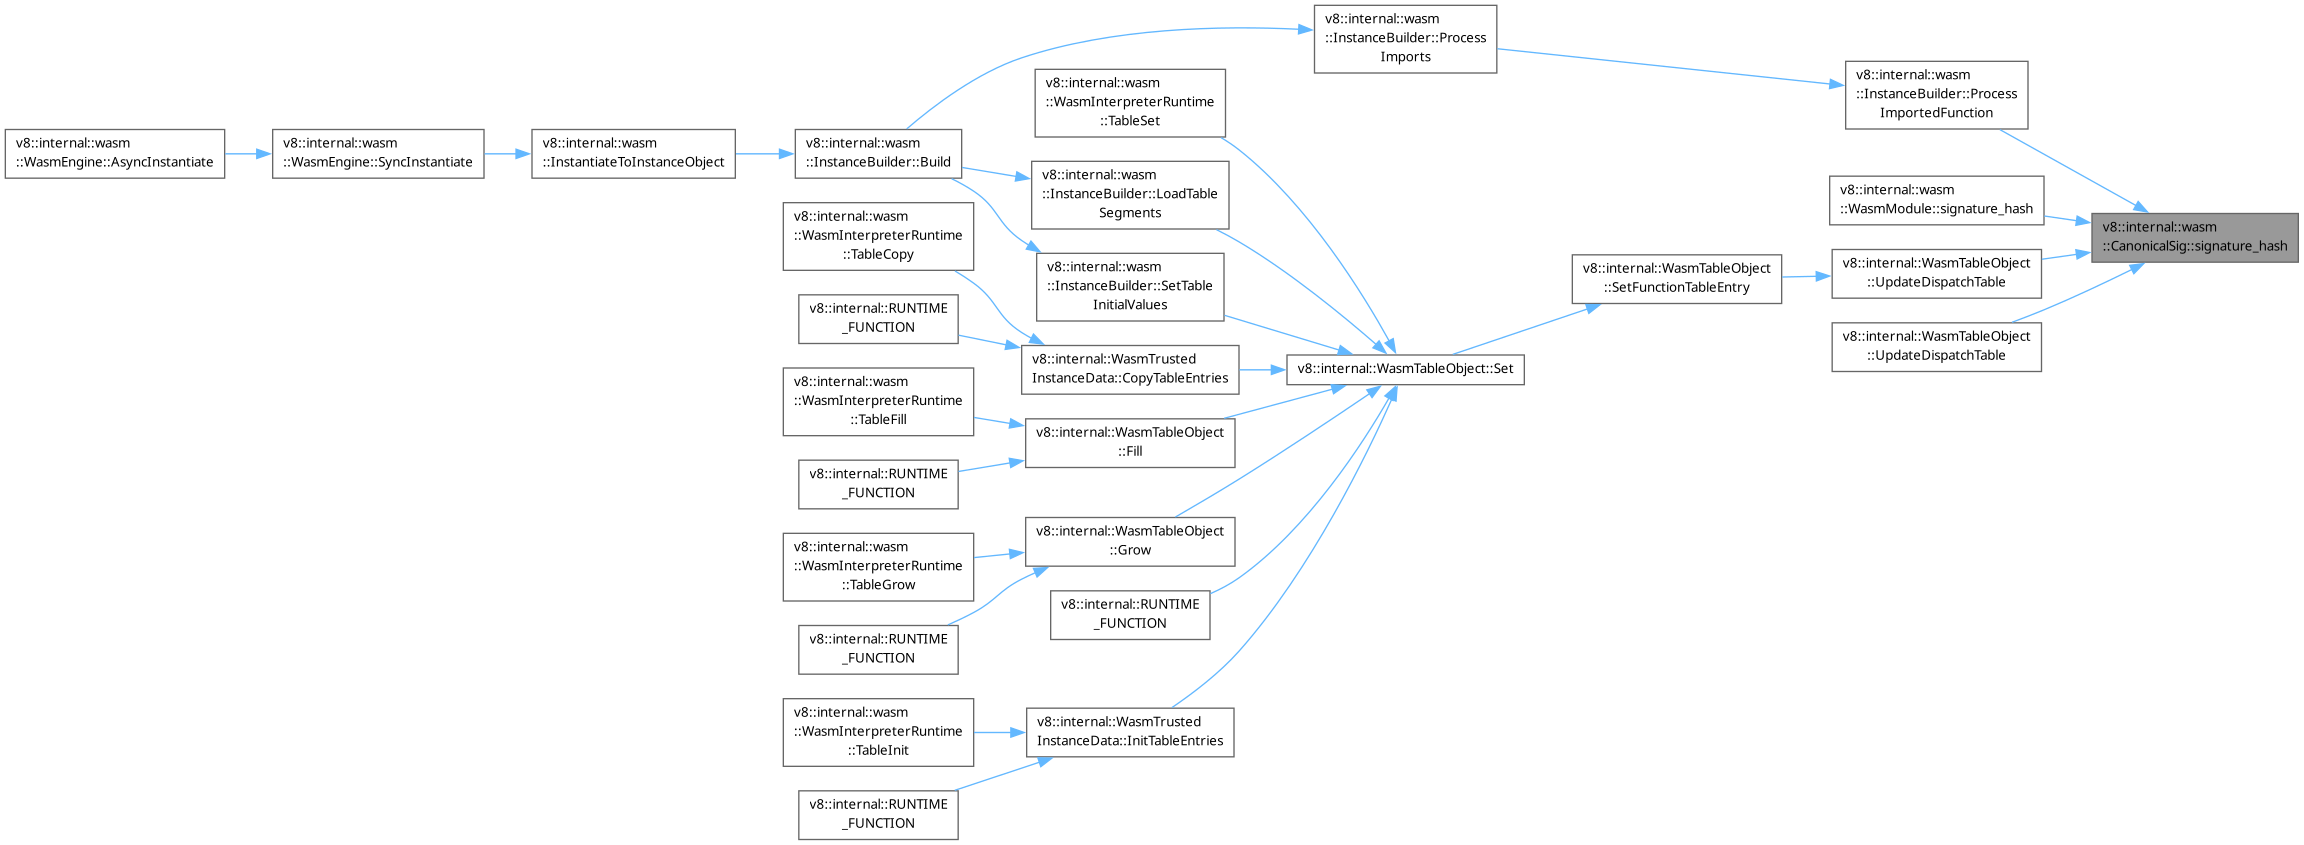 v8::internal::wasm
::WasmEngine::AsyncInstantiate
v8::internal::wasm
::WasmEngine::SyncInstantiate
v8::internal::wasm
::InstantiateToInstanceObject
v8::internal::wasm
::InstanceBuilder::Build
v8::internal::wasm
::WasmInterpreterRuntime
::TableCopy
v8::internal::RUNTIME
_FUNCTION
v8::internal::wasm
::WasmInterpreterRuntime
::TableFill
v8::internal::RUNTIME
_FUNCTION
v8::internal::wasm
::WasmInterpreterRuntime
::TableGrow
v8::internal::RUNTIME
_FUNCTION
v8::internal::wasm
::WasmInterpreterRuntime
::TableInit
v8::internal::RUNTIME
_FUNCTION
v8::internal::wasm
::WasmInterpreterRuntime
::TableSet
v8::internal::wasm
::InstanceBuilder::LoadTable
Segments
v8::internal::wasm
::InstanceBuilder::SetTable
InitialValues
v8::internal::WasmTrusted
InstanceData::CopyTableEntries
v8::internal::WasmTableObject
::Fill
v8::internal::WasmTableObject
::Grow
v8::internal::RUNTIME
_FUNCTION
v8::internal::WasmTrusted
InstanceData::InitTableEntries
v8::internal::wasm
::InstanceBuilder::Process
Imports
v8::internal::WasmTableObject::Set
v8::internal::WasmTableObject
::SetFunctionTableEntry
v8::internal::wasm
::InstanceBuilder::Process
ImportedFunction
v8::internal::wasm
::WasmModule::signature_hash
v8::internal::WasmTableObject
::UpdateDispatchTable
v8::internal::WasmTableObject
::UpdateDispatchTable
v8::internal::wasm
::CanonicalSig::signature_hash